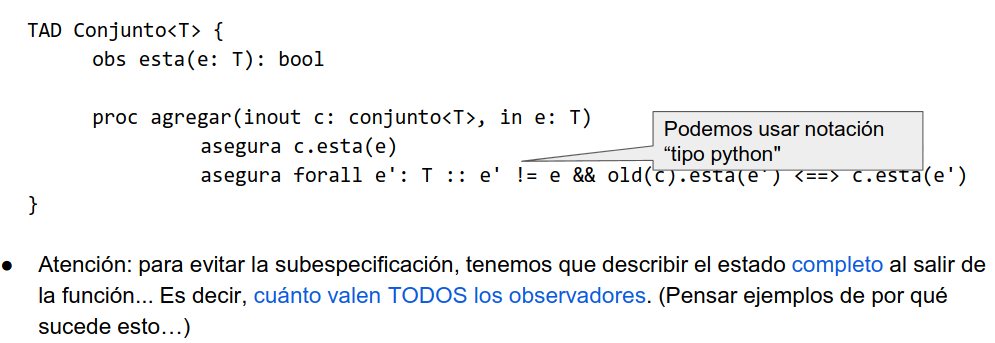 TAD Conjunto<T> {
obs esta(e: T): bool
proc agregar(inout c: conjunto<T>, in e: T)
asegura c.esta(e)
Podemos usar notación
“tipo python"
asegura forall e': T :: e' != e && old(c).esta(e') <==> c.esta(e')
}
● Atención: para evitar la subespecificación, tenemos que describir el estado completo al salir de
la función... Es decir, cuánto valen TODOS los observadores. (Pensar ejemplos de por qué
sucede esto…)